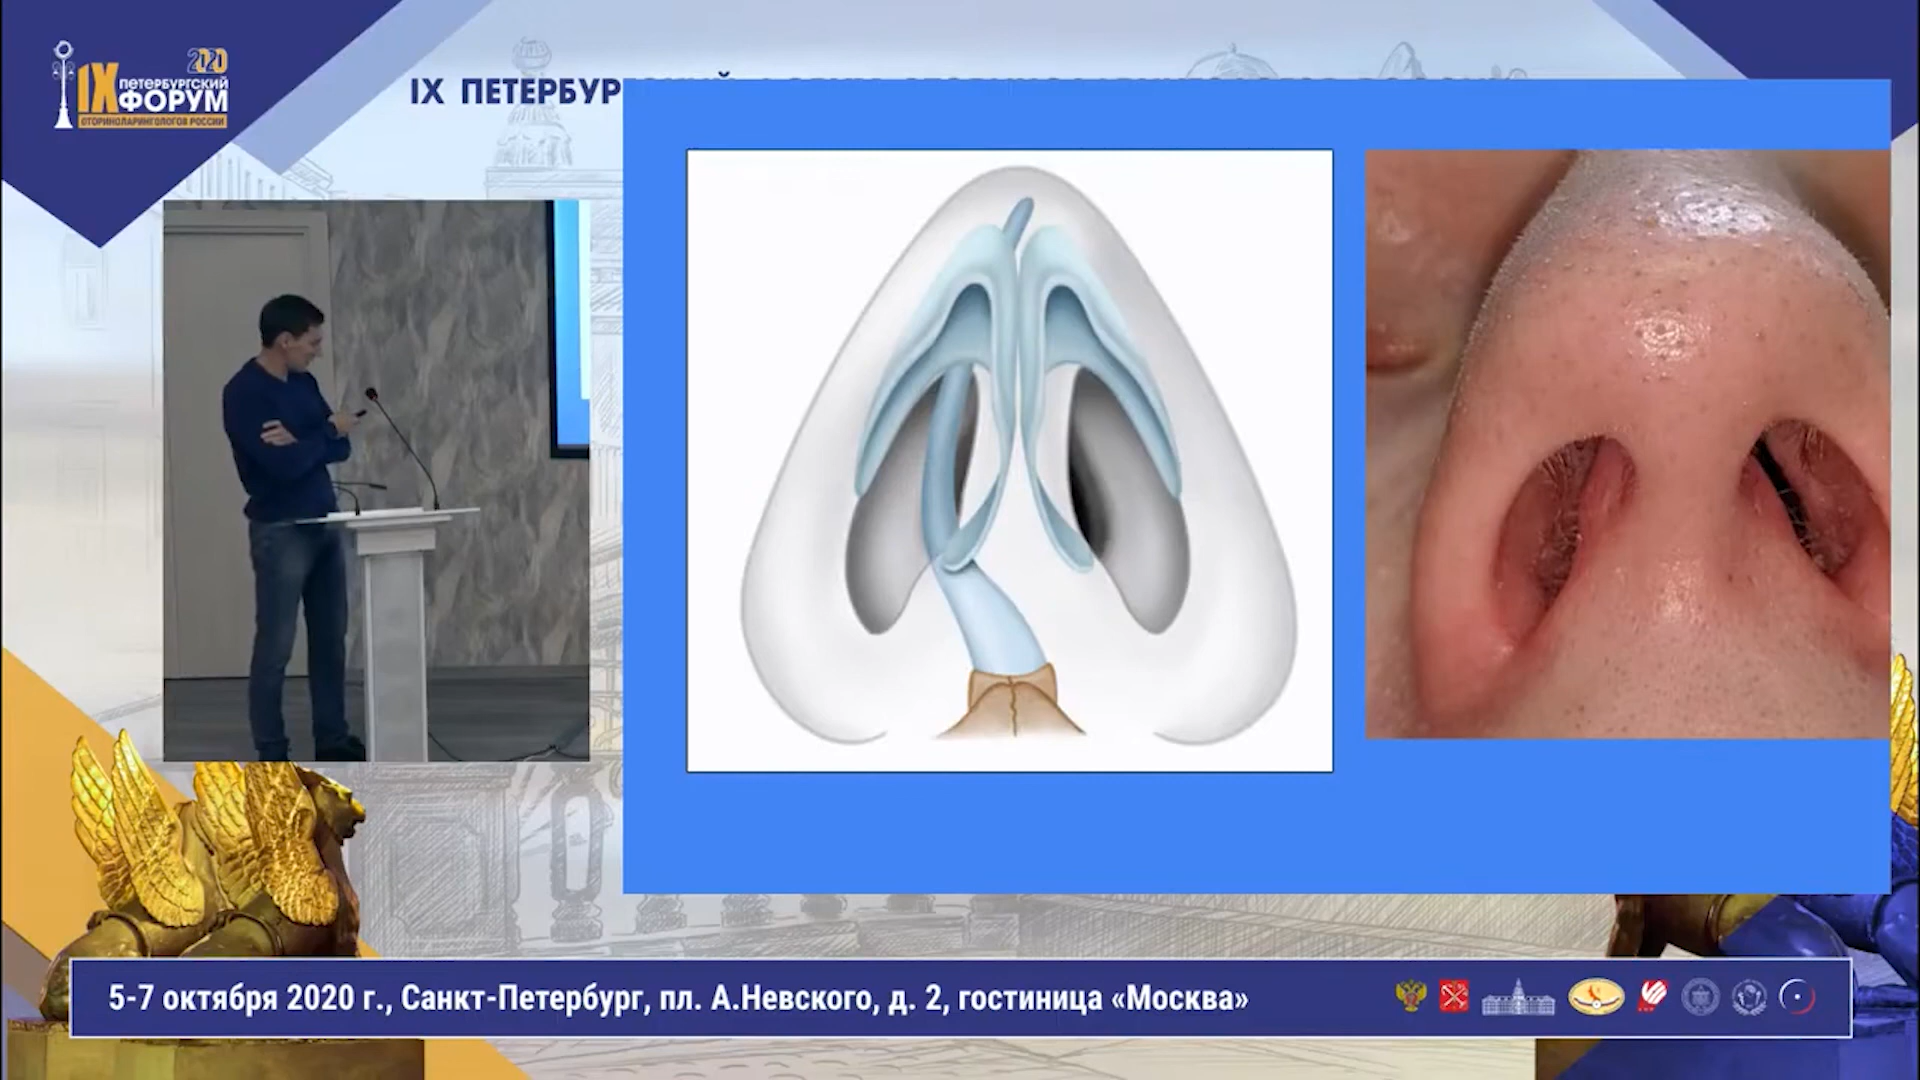 IX
2020
ПЕТЕРБУРГСКИЙ
ФОРУМ
ОТОРИНОЛАРИНГОЛОГОВ РОССИИ
IX ПЕТЕРБУР
5-7 октября 2020 г., Санкт-Петербург, пл. А.Невского, д. 2, гостиница «Москва»